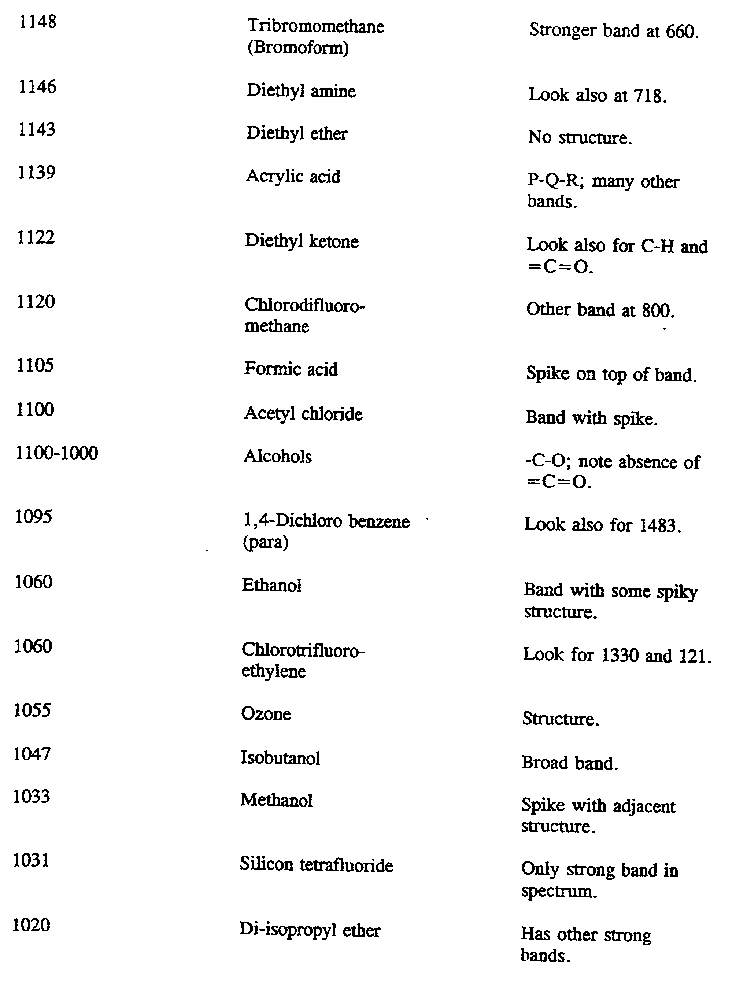 1148 Tribromomethane Stronger band at 660.
(Bromoform)
1146 Diethyl amine Look also at 718.
1143 Diethyl ether No structure.
1139 Acrylic acid P-Q-R; many other
bands.
1122 Diethyl ketone Look also for C-H and
=C=O.
1120 Chlorodifluoro- Other band at 800.
methane
1105 Formic acid Spike on top of band.
1100 Acetyl chloride Band with spike.
1100-1000 Alcohols -C-O; note absence of
=C=O.
1095 1,4-Dichloro benzene Look also for 1483.
(para)
1060 Ethanol Band with some spiky
structure.
1060 Chlorotrifluoro- Look for 1330 and 121.
ethylene
1055 Ozone Structure.
1047 Isobutanol Broad band.
1033 Methanol Spike with adjacent
structure.
1031 Silicon tetrafluoride Only strong band in
spectrum.
1020 Di-isopropyl ether Has other strong
bands.